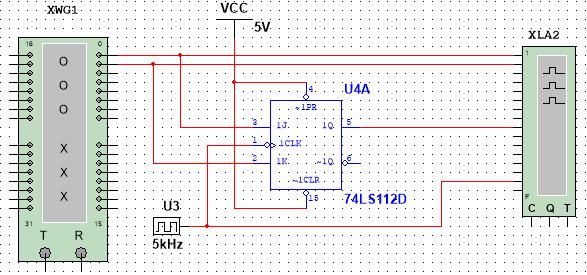 XWG1
VCC
5V
XLA2
16
0
1
O
O
O
X
X
X
31
15
T
R
4
U4A
~1PR
3
1J
1Q
5
1
1CLK
2
1K
~1Q
6
~1CLR
15
74LS112D
U3
5kHz
F
C Q T